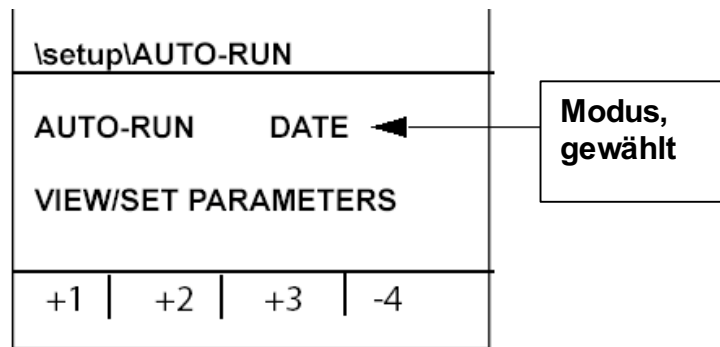 \setup\AUTO-RUN
AUTO-RUN DATE
Modus,
gewählt
VIEW/SET PARAMETERS
+1 +2 +3 -4